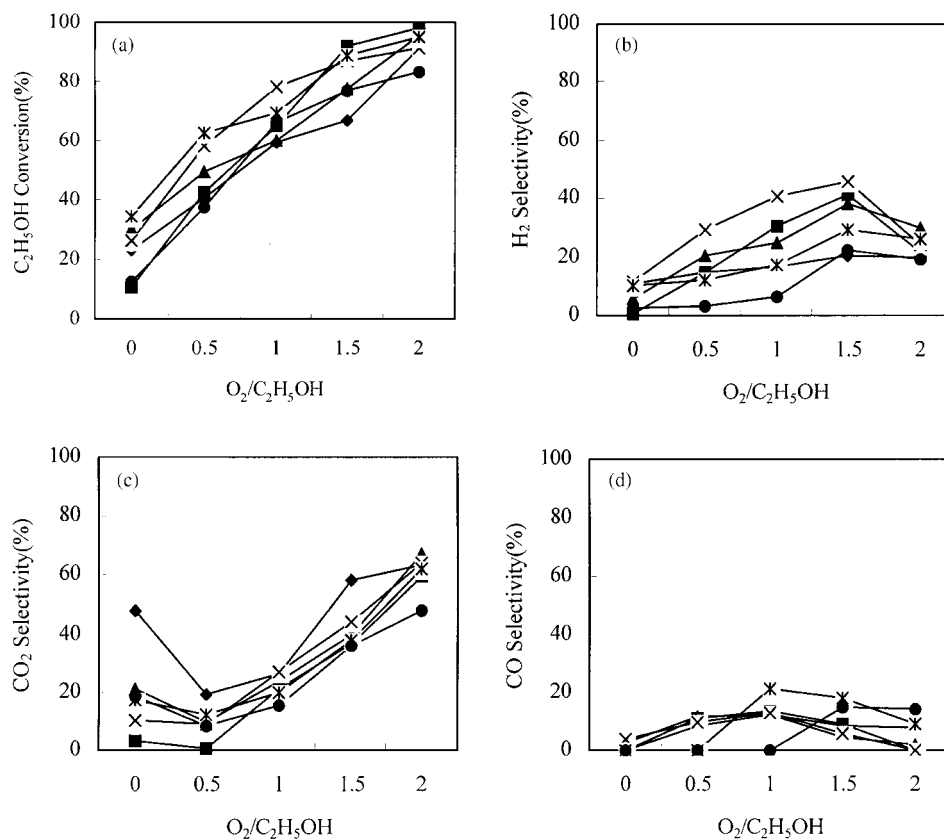 (a)
C₂H₅OH Conversion(%)
100
80
60
40
20
0
0 0.5 1 1.5 2
O₂/C₂H₅OH
(b)
H₂ Selectivity(%)
100
80
60
40
20
0
0 0.5 1 1.5 2
O₂/C₂H₅OH
(c)
CO₂ Selectivity(%)
100
80
60
40
20
0
0 0.5 1 1.5 2
O₂/C₂H₅OH
(d)
CO Selectivity(%)
100
80
60
40
20
0
0 0.5 1 1.5 2
O₂/C₂H₅OH